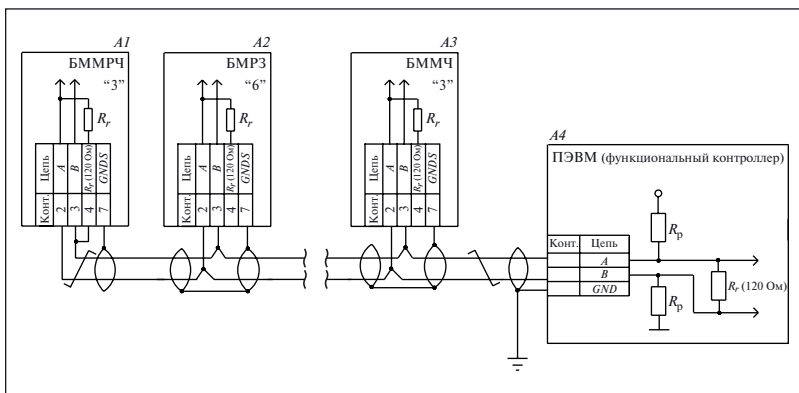 A1
БММРЧ
“3”
Rr
Конт.
Цепь
2
A
3
B
4
Rr (120 Ом)
7
GNDS
A2
БМРЗ
“6”
Rr
Конт.
Цепь
2
A
3
B
4
Rr (120 Ом)
7
GNDS
A3
БММЧ
“3”
Rr
Конт.
Цепь
2
A
3
B
4
Rr (120 Ом)
7
GNDS
A4
ПЭВМ (функциональный контроллер)
Rр
Конт. Цепь
A
B
GND
Rр
Rr (120 Ом)